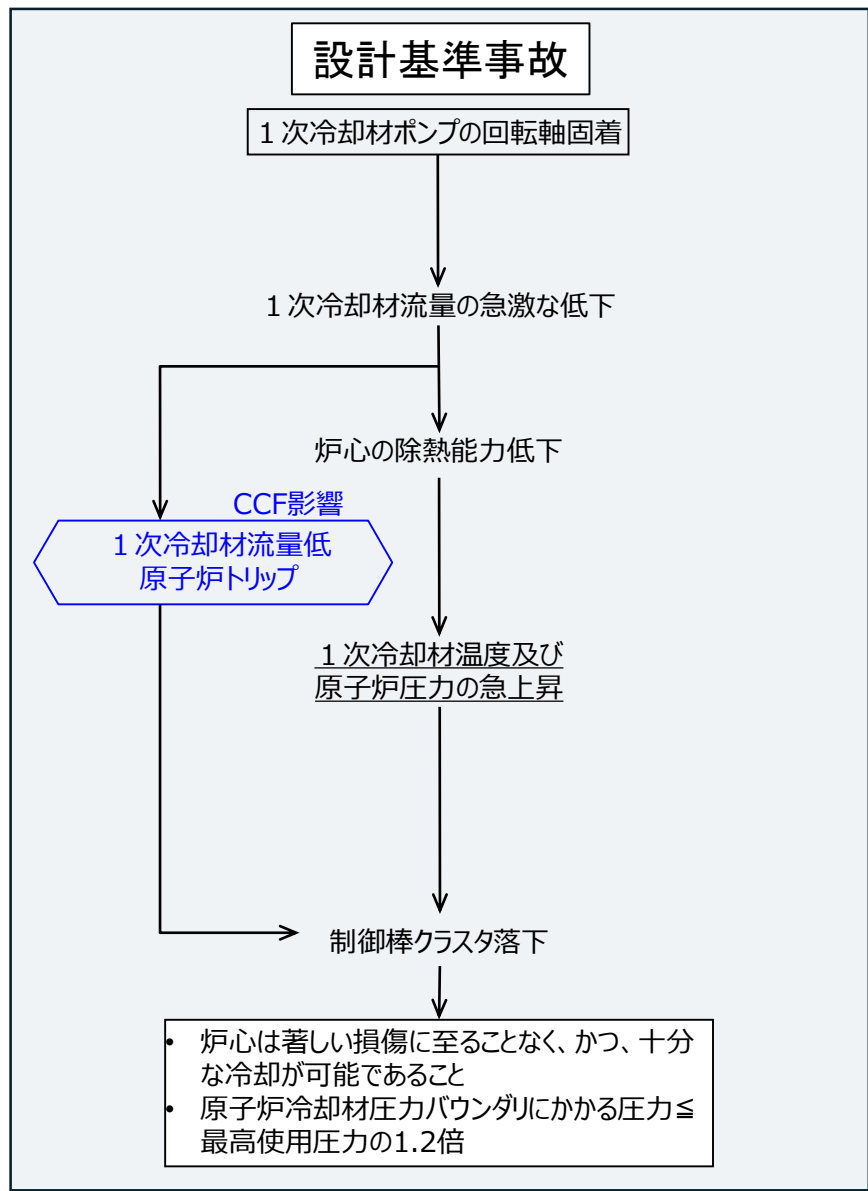 設計基準事故
１次冷却材ポンプの回転軸固着
１次冷却材流量の急激な低下
炉心の除熱能力低下
CCF影響
１次冷却材流量低
原子炉トリップ
１次冷却材温度及び
原子炉圧力の急上昇
制御棒クラスタ落下
• 炉心は著しい損傷に至ることなく、かつ、十分
な冷却が可能であること
• 原子炉冷却材圧力バウンダリにかかる圧力≦
最高使用圧力の1.2倍